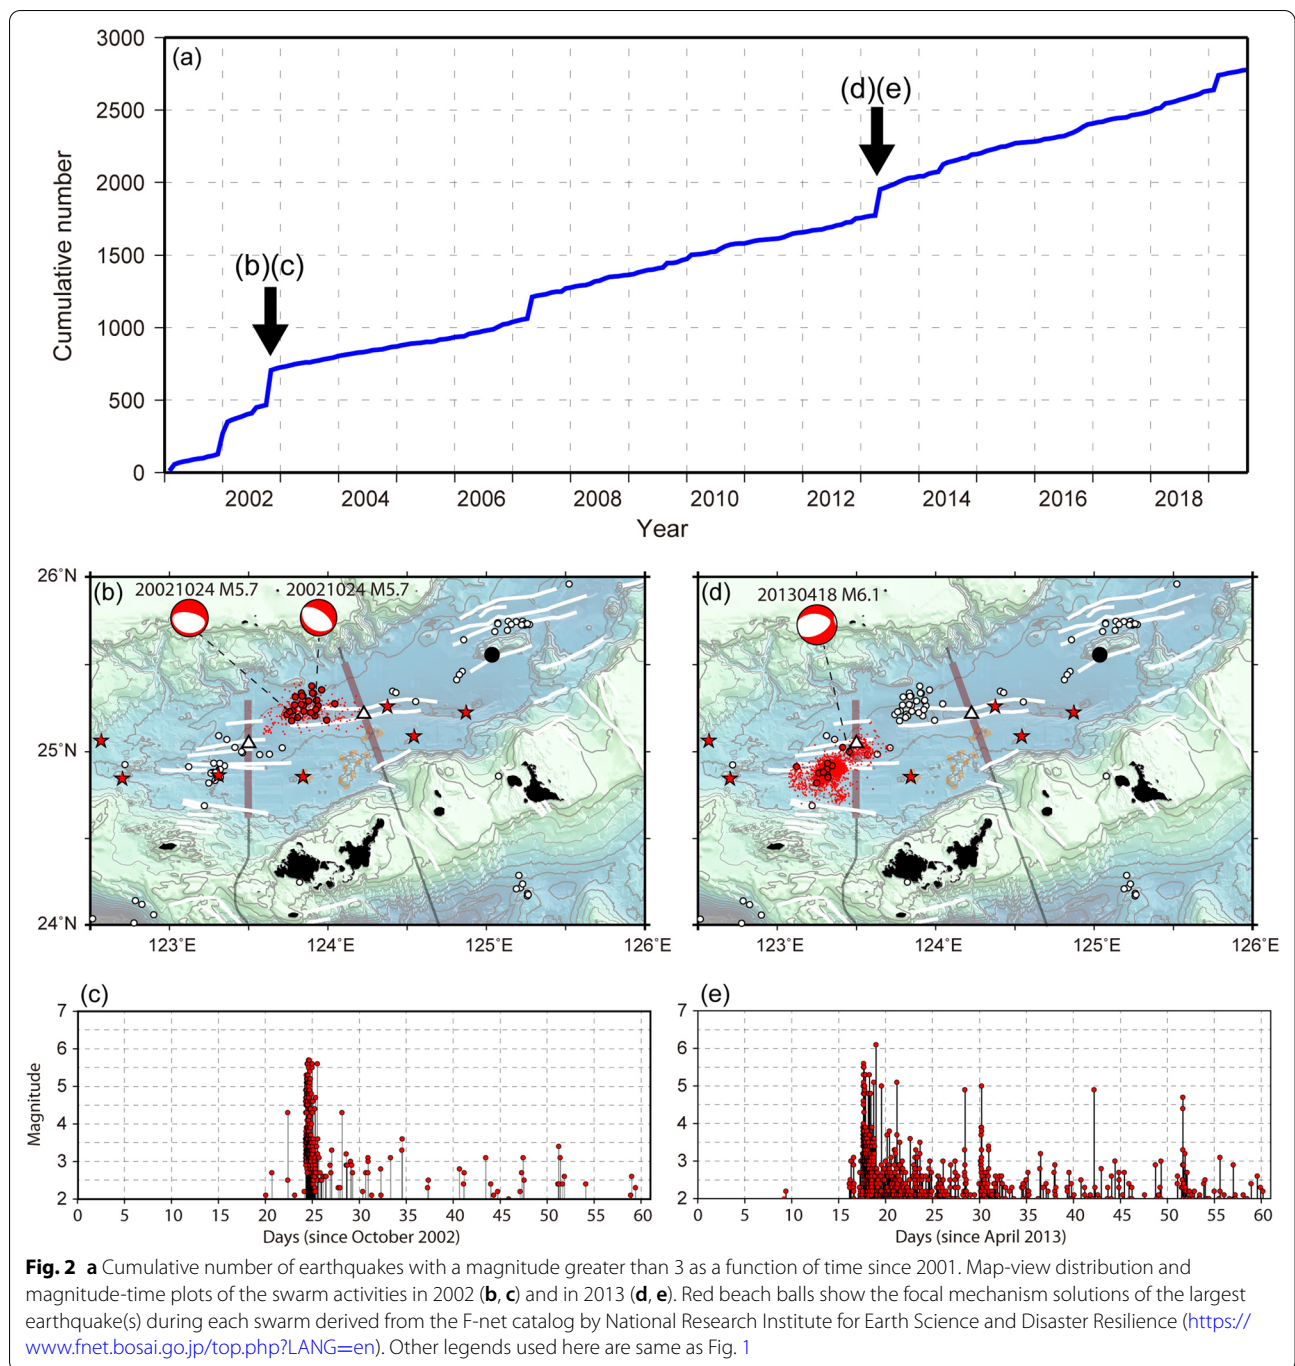 (a)
3000
2500
2000
1500
1000
500
0
Cumulative number
(b)(c)
(d)(e)
2002 2004 2006 2008 2010 2012 2014 2016 2018
Year
(b)
20021024 M5.7
20021024 M5.7
26˚N
25˚N
24˚N
123˚E 124˚E 125˚E 126˚E
(d)
20130418 M6.1
123˚E 124˚E 125˚E 126˚E
(c)
7
6
5
4
3
2
Magnitude
0 5 10 15 20 25 30 35 40 45 50 55 60
Days (since October 2002)
(e)
7
6
5
4
3
2
0 5 10 15 20 25 30 35 40 45 50 55 60
Days (since April 2013)
Fig. 2 a Cumulative number of earthquakes with a magnitude greater than 3 as a function of time since 2001. Map-view distribution and
magnitude-time plots of the swarm activities in 2002 (b, c) and in 2013 (d, e). Red beach balls show the focal mechanism solutions of the largest
earthquake(s) during each swarm derived from the F-net catalog by National Research Institute for Earth Science and Disaster Resilience (https://
www.fnet.bosai.go.jp/top.php?LANG=en). Other legends used here are same as Fig. 1